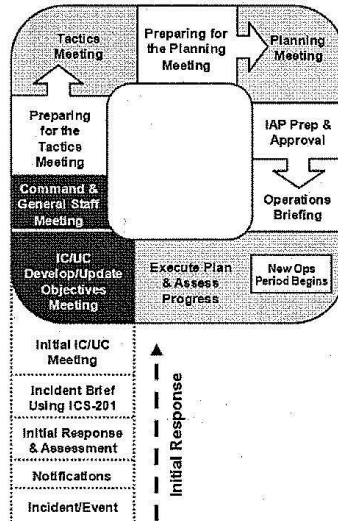 Tactics
Meeting
Preparing for
the Planning
Meeting
Planning
Meeting
Preparing
for the
Tactics
Meeting
IAP Prep &
Approval
Command &
General Staff
Meeting
Operations
Briefing
IC/UC
Develop/Update
Objectives
Meeting
Execute Plan
& Assess
Progress
New Ops
Period Begins
Initial IC/UC
Meeting
Incident Brief
Using ICS-201
Initial Response
& Assessment
Notifications
Incident/Event
Initial Response